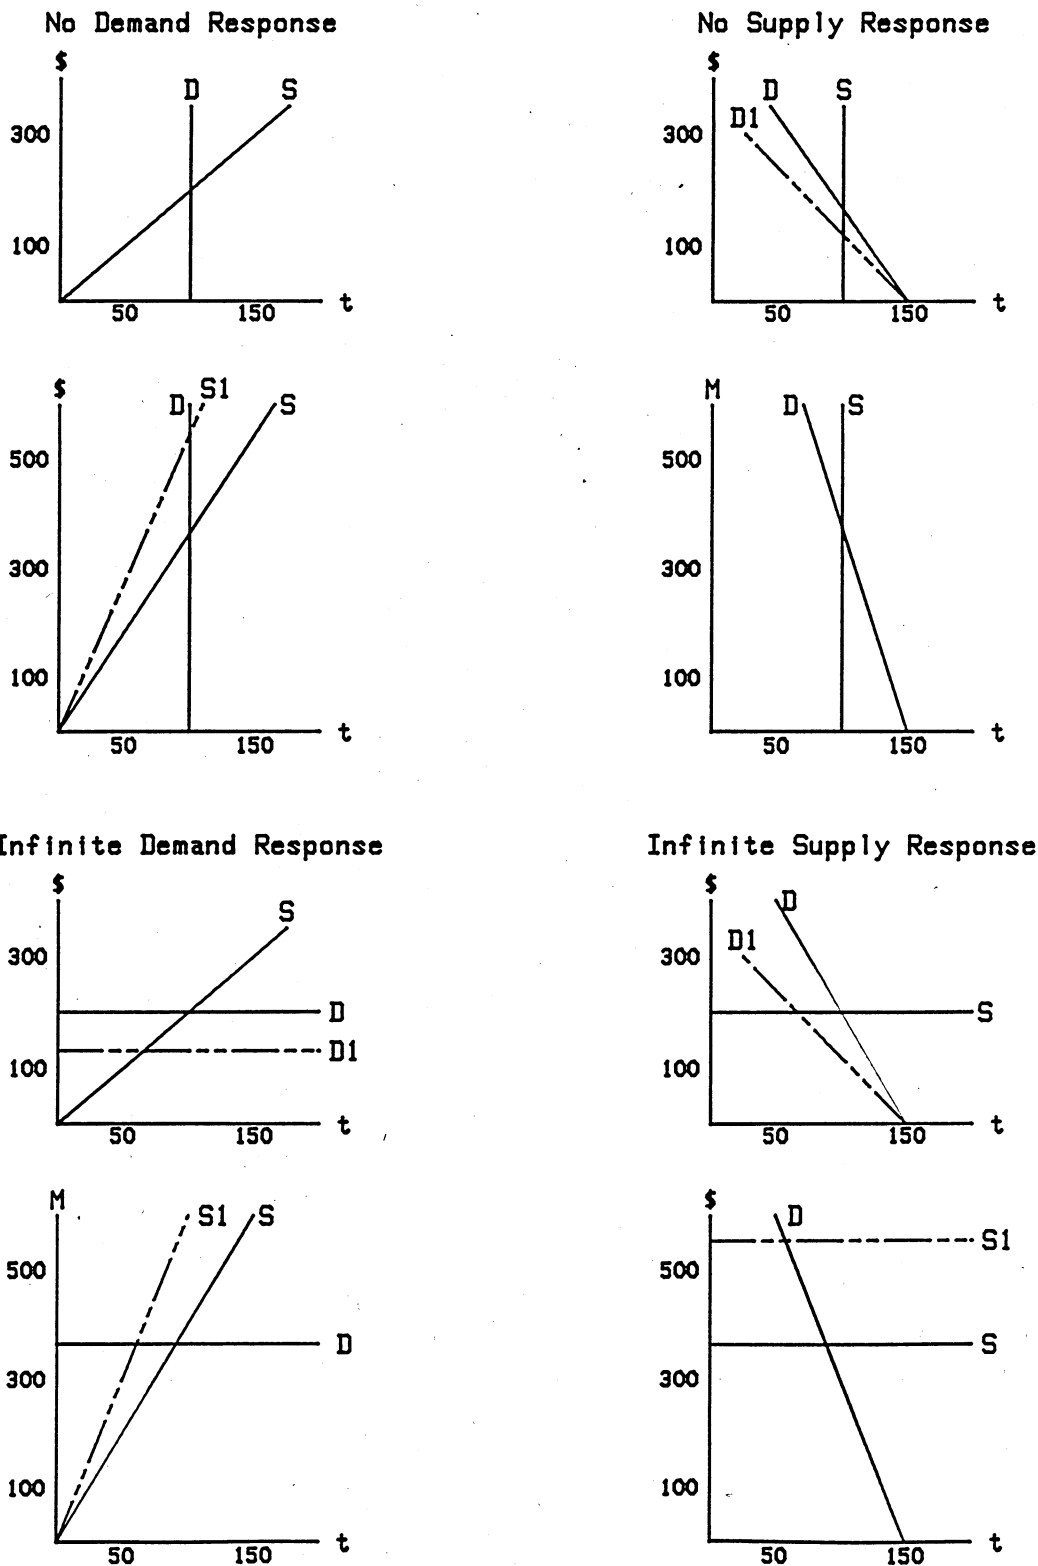 No Demand Response
$
D
S
300
100
50
150
t
No Supply Response
$
D
S
D1
300
100
50
150
t
$
D
S1
S
500
300
100
50
150
t
M
D
S
500
300
100
50
150
t
Infinite Demand Response
$
S
300
D
D1
100
50
150
t
Infinite Supply Response
$
D
D1
300
S
100
50
150
t
M
S1
S
500
D
300
100
50
150
t
$
D
S1
500
S
300
100
50
150
t